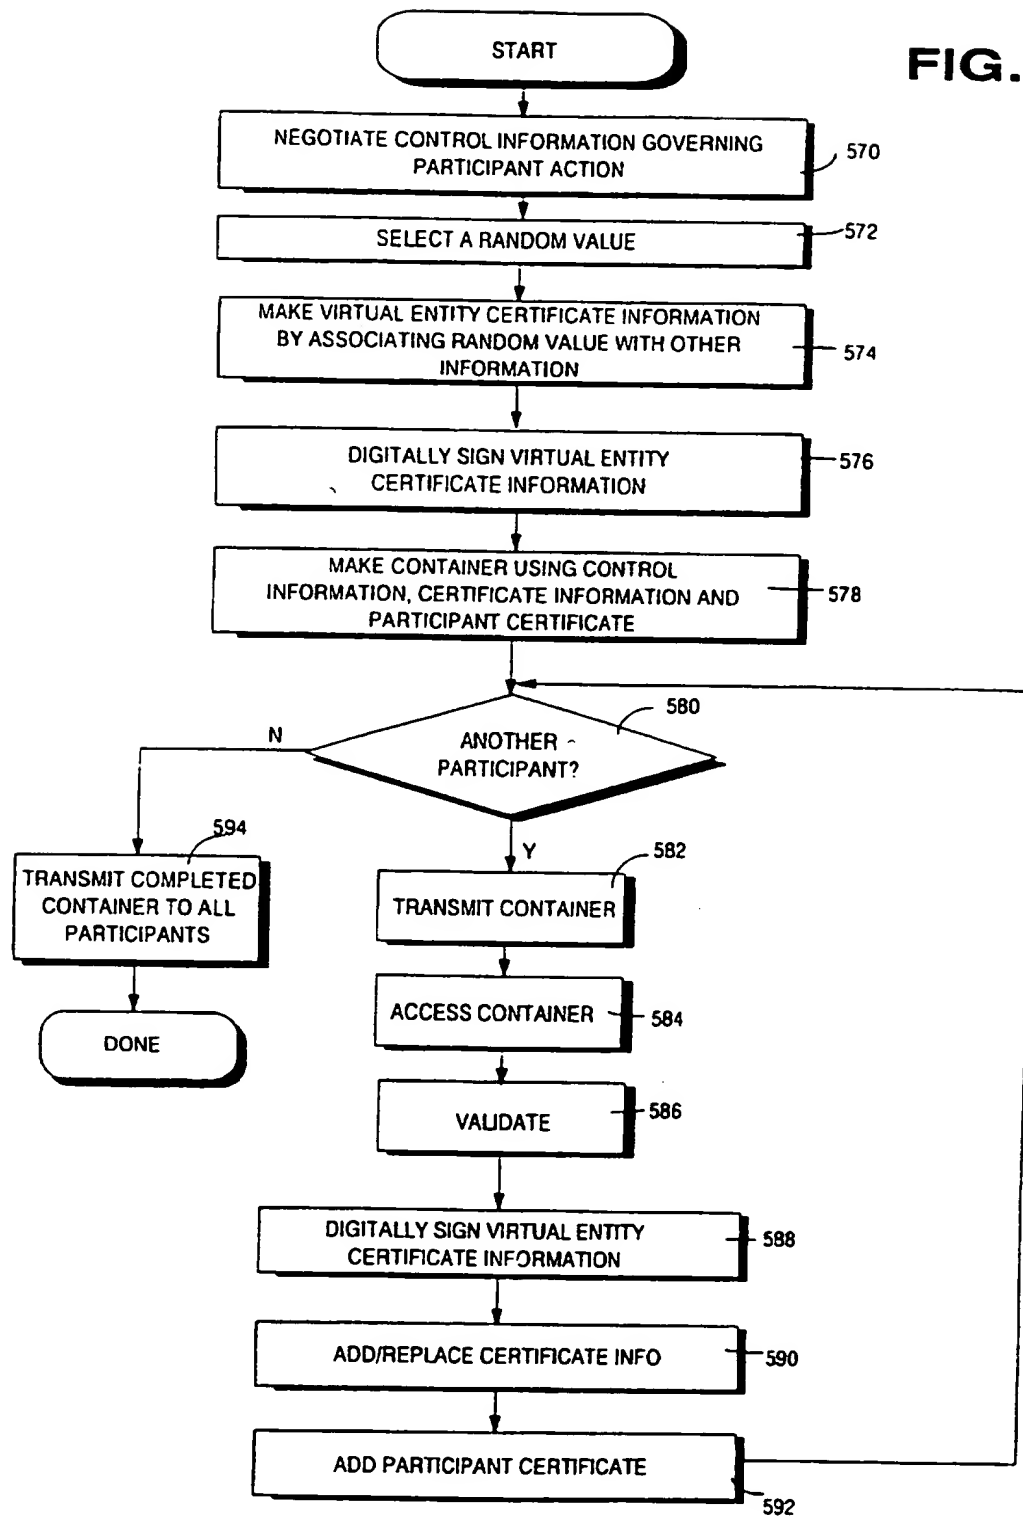 START
FIG.
NEGOTIATE CONTROL INFORMATION GOVERNING
PARTICIPANT ACTION
570
SELECT A RANDOM VALUE
572
MAKE VIRTUAL ENTITY CERTIFICATE INFORMATION
BY ASSOCIATING RANDOM VALUE WITH OTHER
INFORMATION
574
DIGITALLY SIGN VIRTUAL ENTITY
CERTIFICATE INFORMATION
576
MAKE CONTAINER USING CONTROL
INFORMATION, CERTIFICATE INFORMATION AND
PARTICIPANT CERTIFICATE
578
580
N
ANOTHER
PARTICIPANT?
594
Y
582
TRANSMIT COMPLETED
CONTAINER TO ALL
PARTICIPANTS
TRANSMIT CONTAINER
ACCESS CONTAINER
584
DONE
VALIDATE
586
DIGITALLY SIGN VIRTUAL ENTITY
CERTIFICATE INFORMATION
588
ADD/REPLACE CERTIFICATE INFO
590
ADD PARTICIPANT CERTIFICATE
592